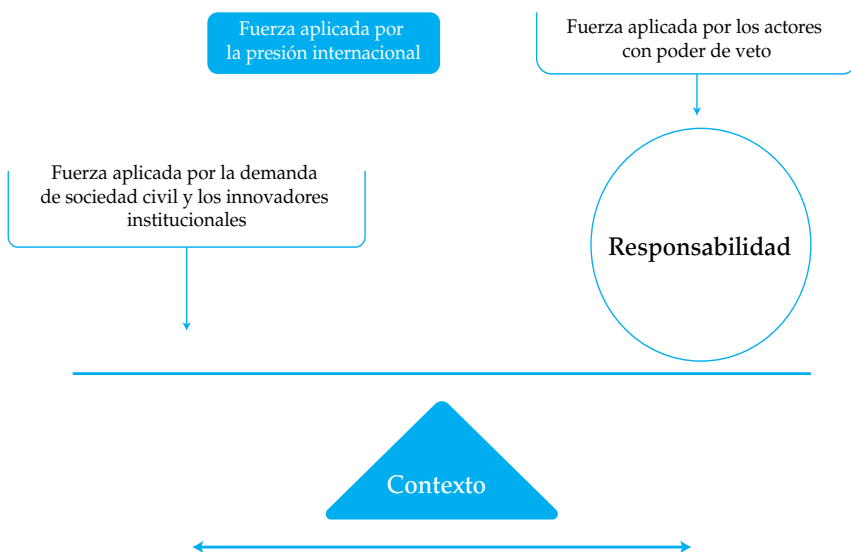 Fuerza aplicada por
la presión internacional
Fuerza aplicada por los actores
con poder de veto
Fuerza aplicada por la demanda
de sociedad civil y los innovadores
institucionales
Responsabilidad
Contexto